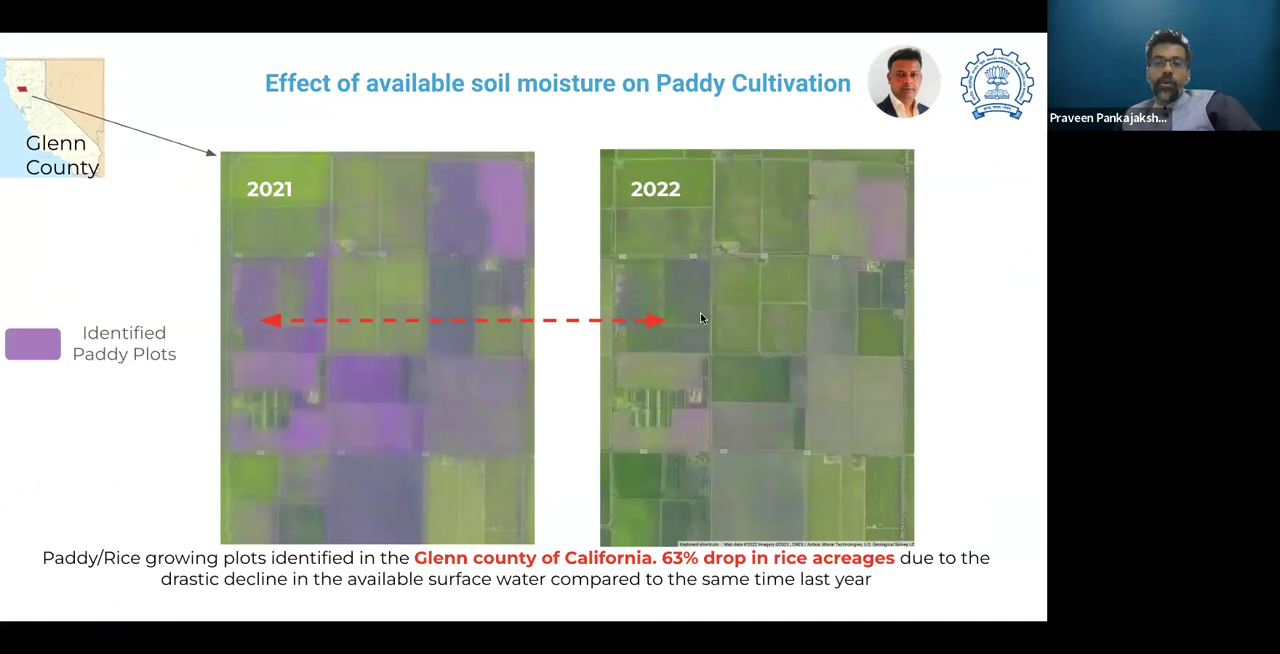 Effect of available soil moisture on Paddy Cultivation
Praveen Pankajaksh...
Glenn
County
2021
2022
Identified
Paddy Plots
Keyboard shortcuts
Paddy/Rice growing plots identified in the Glenn county of California. 63% drop in rice acreages due to the
drastic decline in the available surface water compared to the same time last year